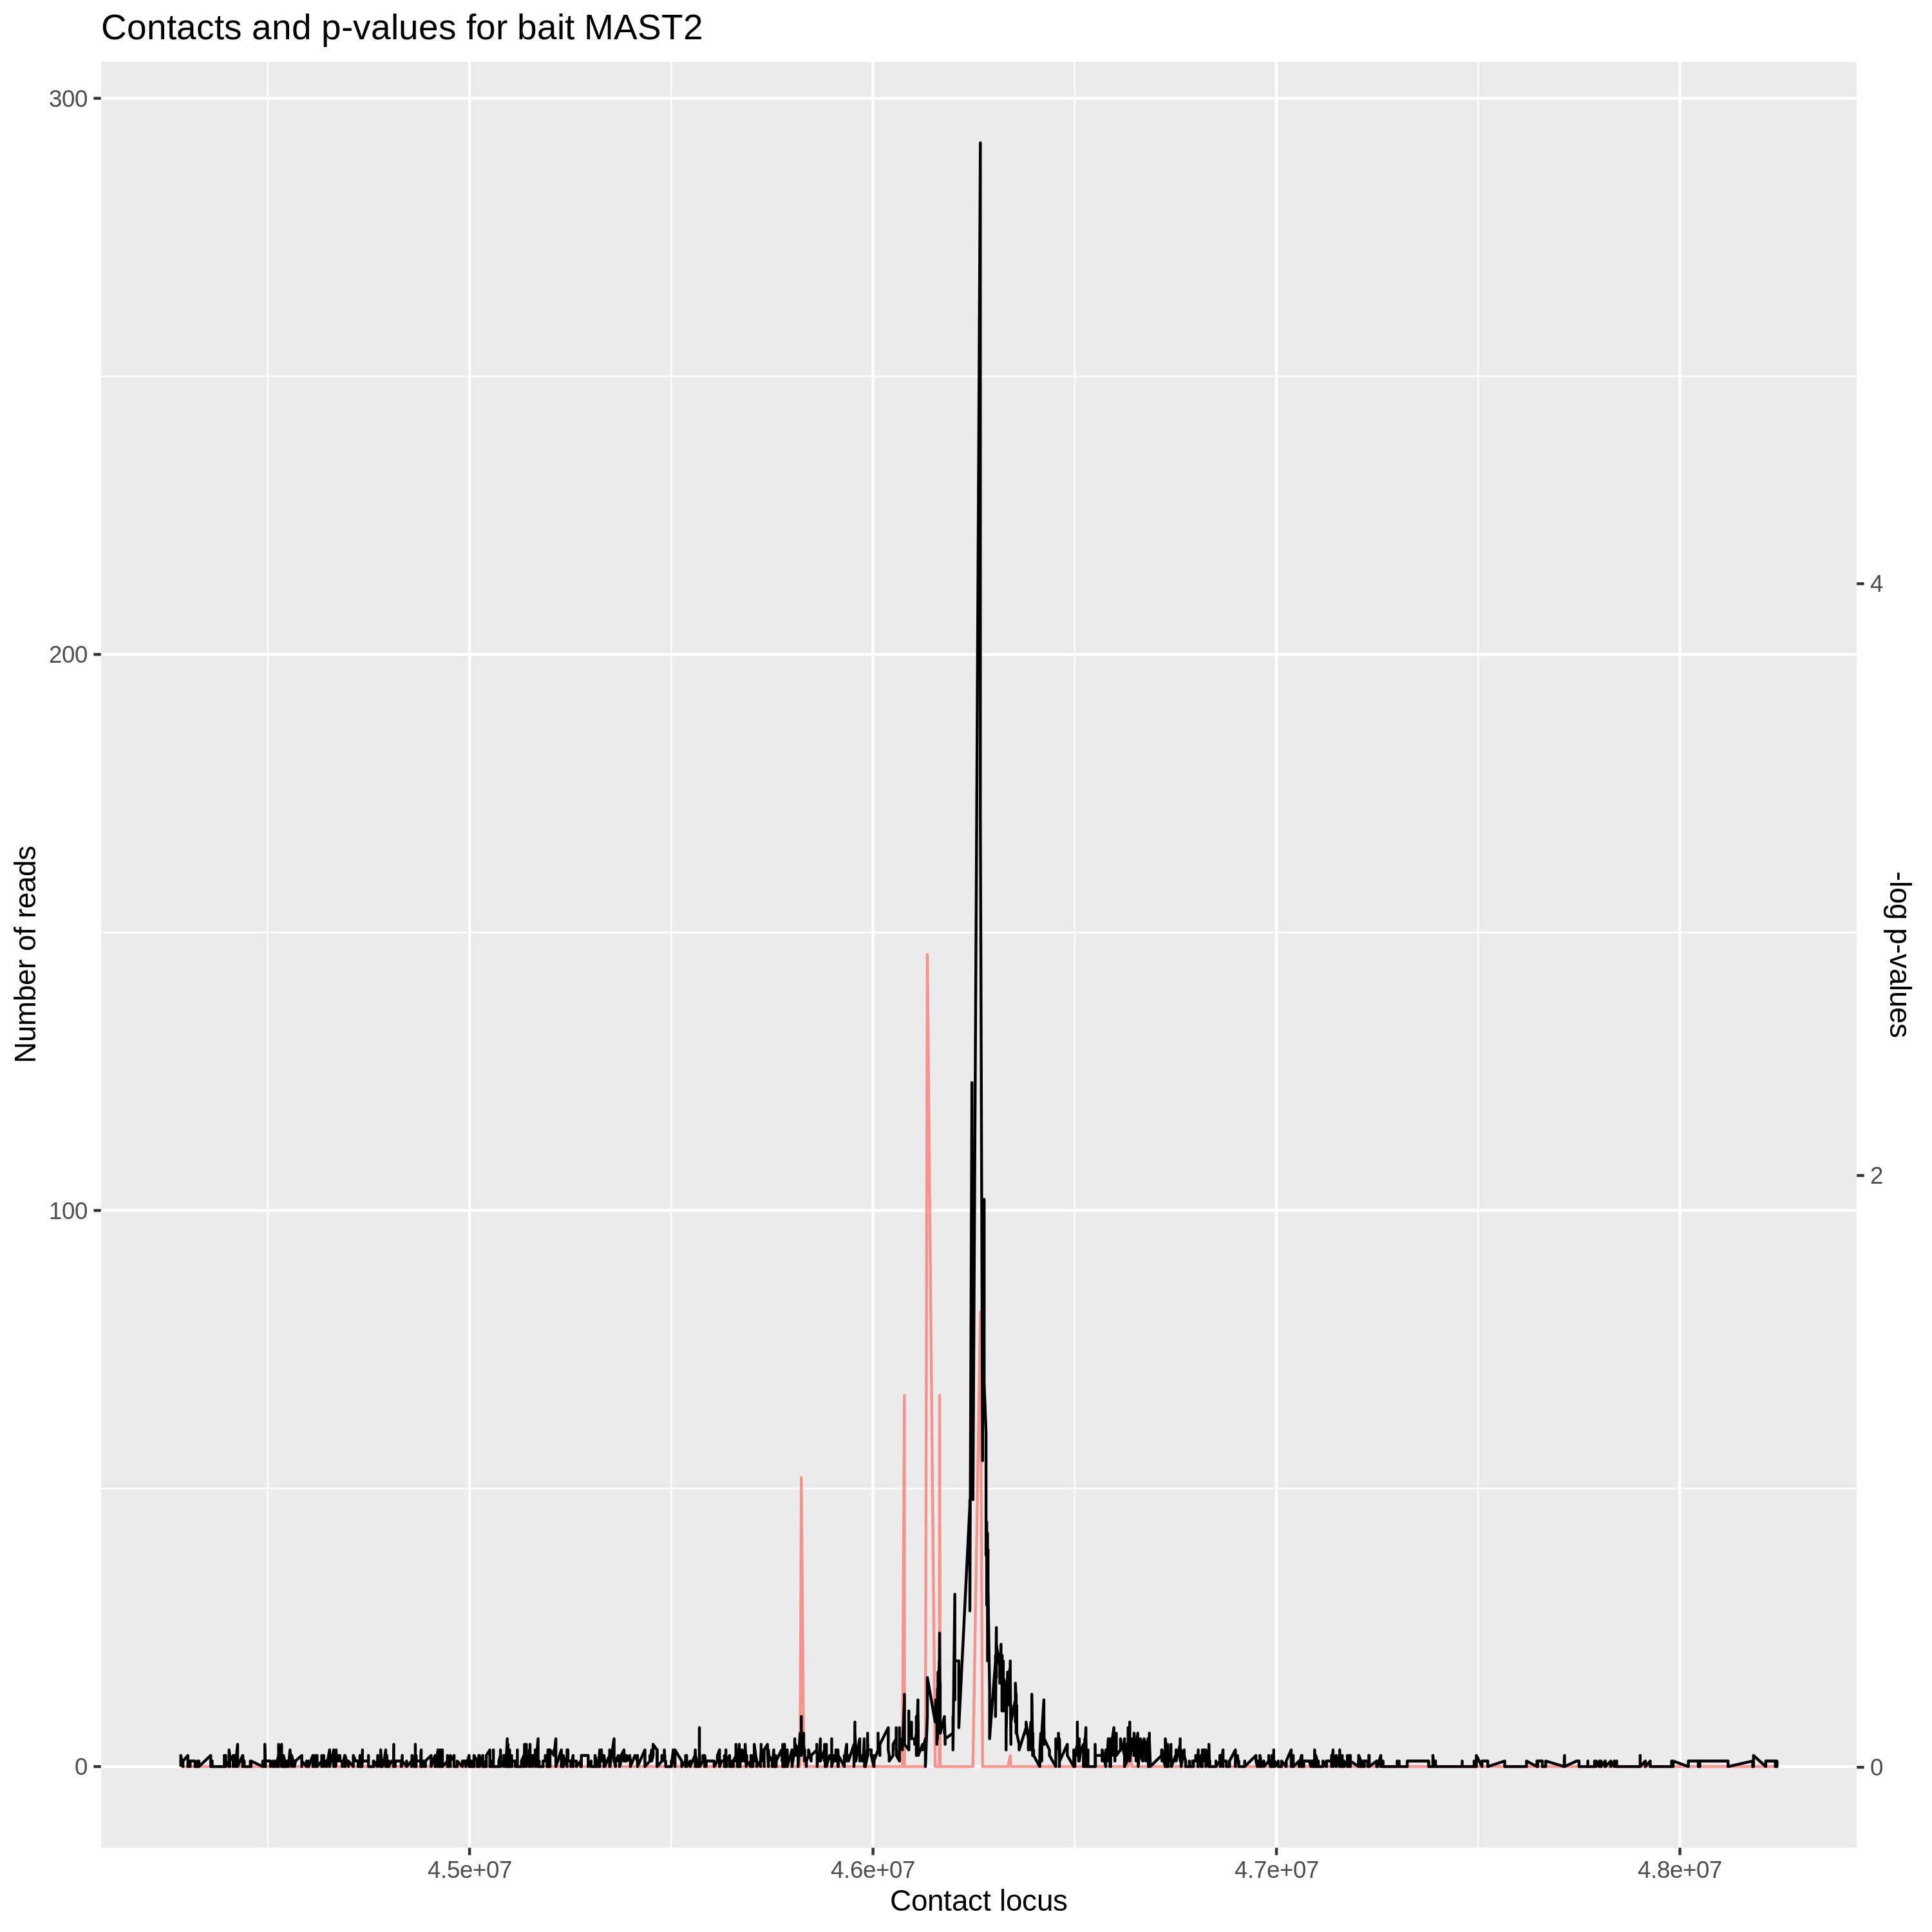 Contacts and p-values for bait MAST2
300
200
100
0
Number of reads
4
2
0
-log p-values
4.5e+07
4.6e+07
4.7e+07
4.8e+07
Contact locus